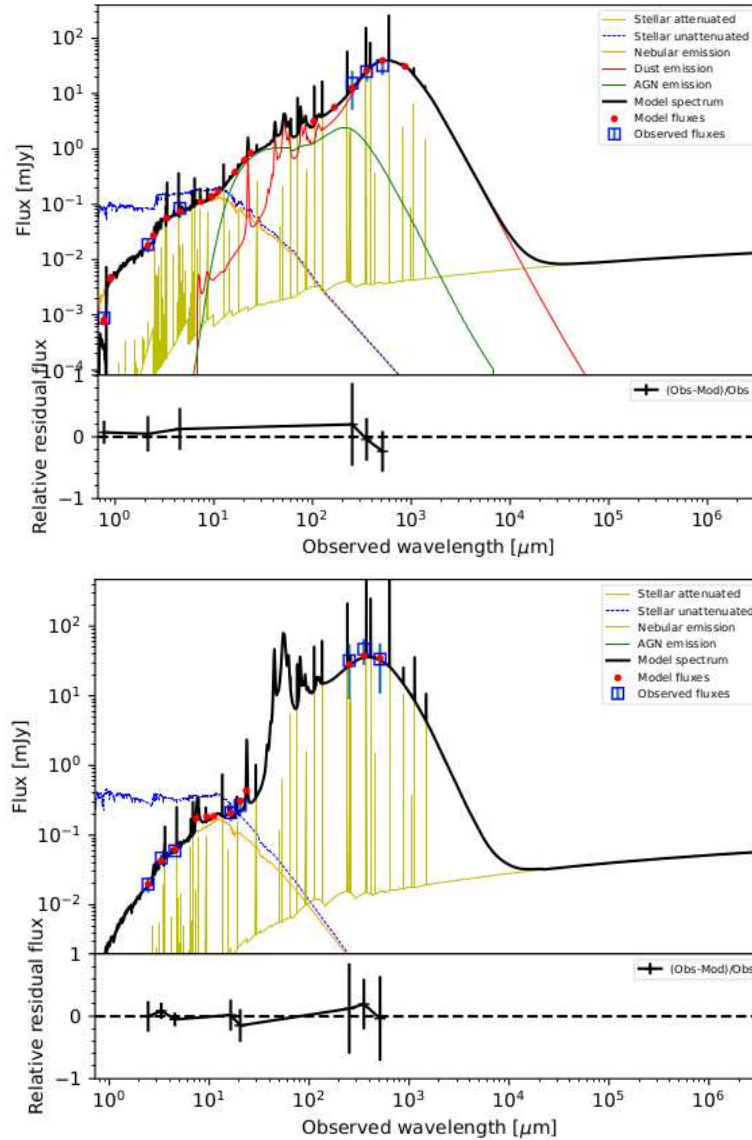 Stellar attenuated
Stellar unattenuated
Nebular emission
Dust emission
AGN emission
Model spectrum
Model fluxes
Observed fluxes
Flux [mJy]
10²
10¹
10⁰
10⁻¹
10⁻²
10⁻³
10⁻⁴
Relative residual flux
1
0
−1
(Obs-Mod)/Obs
10⁰ 10¹ 10² 10³ 10⁴ 10⁵ 10⁶
Observed wavelength [μm]
Stellar attenuated
Stellar unattenuated
Nebular emission
AGN emission
Model spectrum
Model fluxes
Observed fluxes
Flux [mJy]
10²
10¹
10⁰
10⁻¹
10⁻²
Relative residual flux
1
0
−1
(Obs-Mod)/Obs
10⁰ 10¹ 10² 10³ 10⁴ 10⁵ 10⁶
Observed wavelength [μm]